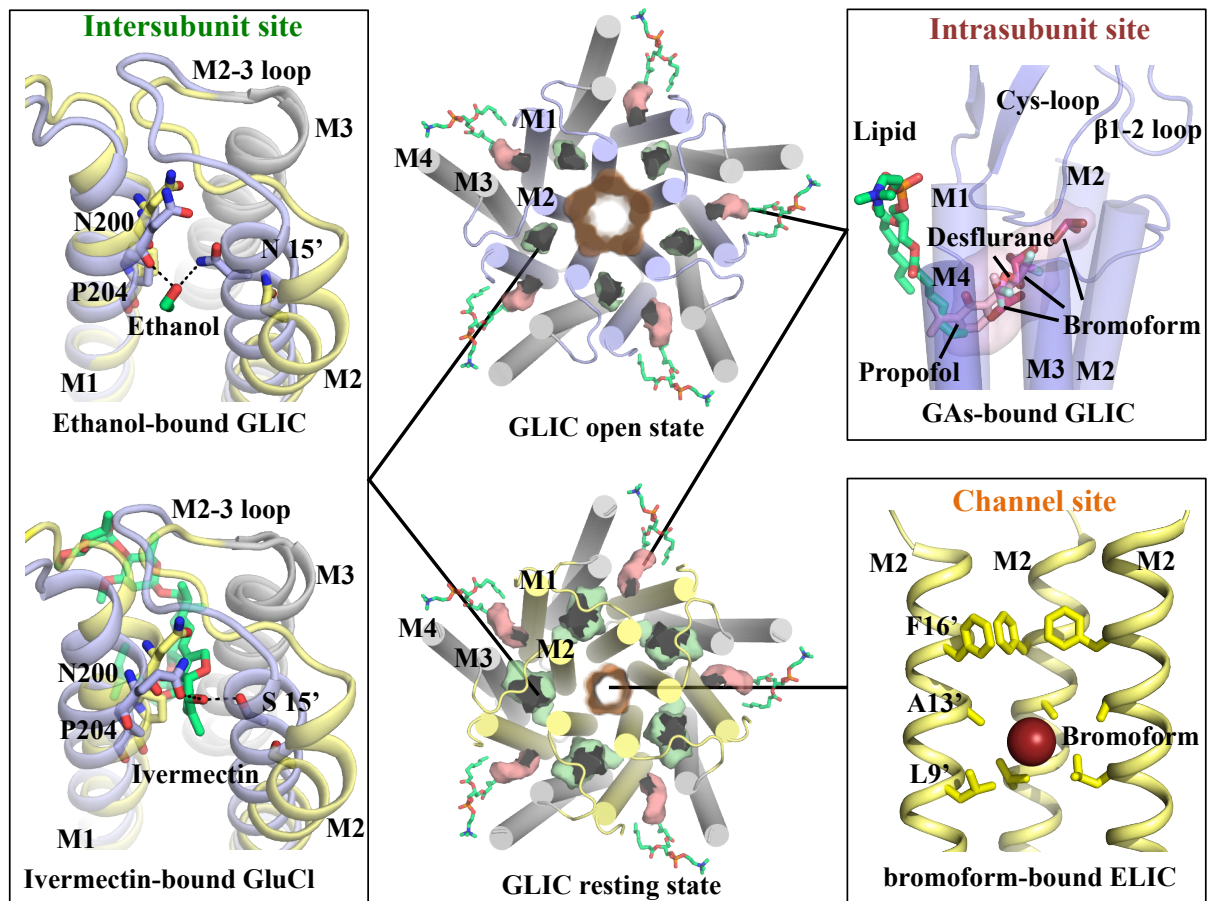 Intersubunit site
M2-3 loop
M3
N200
N 15’
P204
Ethanol
M1
M2
Ethanol-bound GLIC
M2-3 loop
M3
N200
S 15’
P204
Ivermectin
M2
M1
Ivermectin-bound GluCl
M1
M4
M3
M2
GLIC open state
M1
M4
M2
M3
GLIC resting state
Intrasubunit site
Cys-loop
Lipid
β1-2 loop
M2
M1
Desflurane
M4
Bromoform
Propofol
M3
M2
GAs-bound GLIC
Channel site
M2
M2
M2
F16’
A13’
Bromoform
L9’
bromoform-bound ELIC